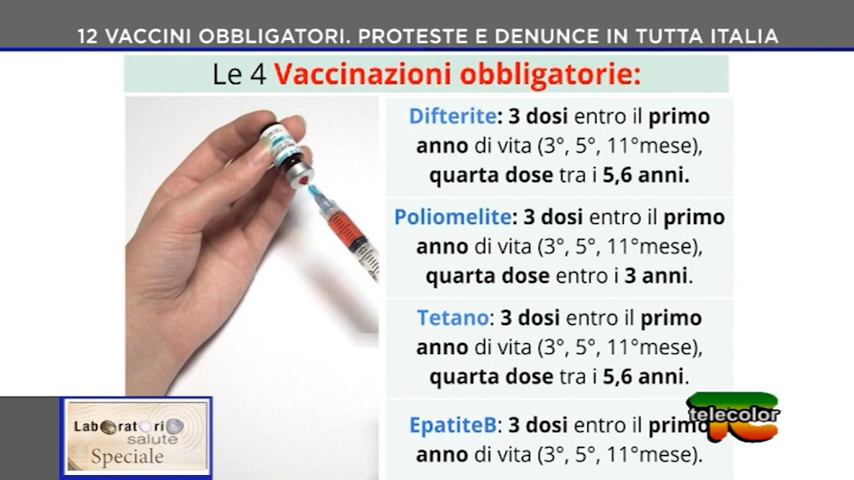 12 VACCINI OBBLIGATORI. PROTESTE E DENUNCE IN TUTTA ITALIA
Le 4 Vaccinazioni obbligatorie:
Difterite: 3 dosi entro il primo
anno di vita (3°, 5°, 11°mese),
quarta dose tra i 5,6 anni.
Poliomelite: 3 dosi entro il primo
anno di vita (3°, 5°, 11°mese),
quarta dose entro i 3 anni.
Tetano: 3 dosi entro il primo
anno di vita (3°, 5°, 11°mese),
quarta dose tra i 5,6 anni.
EpatiteB: 3 dosi entro il primo
anno di vita (3°, 5°, 11°mese).
Laboratorio
salute
Speciale
telecolor